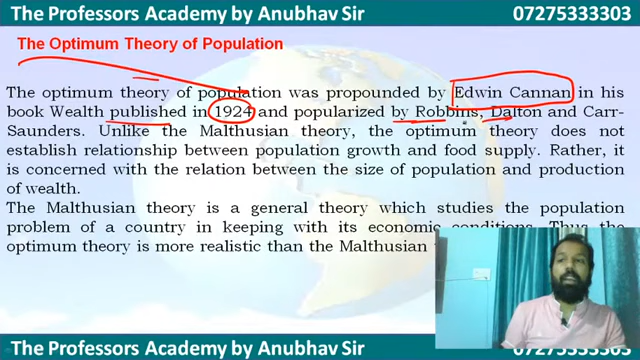 The Professors Academy by Anubhav Sir 07275333303
The Optimum Theory of Population
The optimum theory of population was propounded by Edwin Cannan in his
book Wealth published in 1924 and popularized by Robbins, Dalton and Carr-
Saunders. Unlike the Malthusian theory, the optimum theory does not
establish relationship between population growth and food supply. Rather, it
is concerned with the relation between the size of population and production
of wealth.
The Malthusian theory is a general theory which studies the population
problem of a country in keeping with its economic conditions. Thus the
optimum theory is more realistic than the Malthusian
The Professors Academy by Anubhav Sir 07275333303